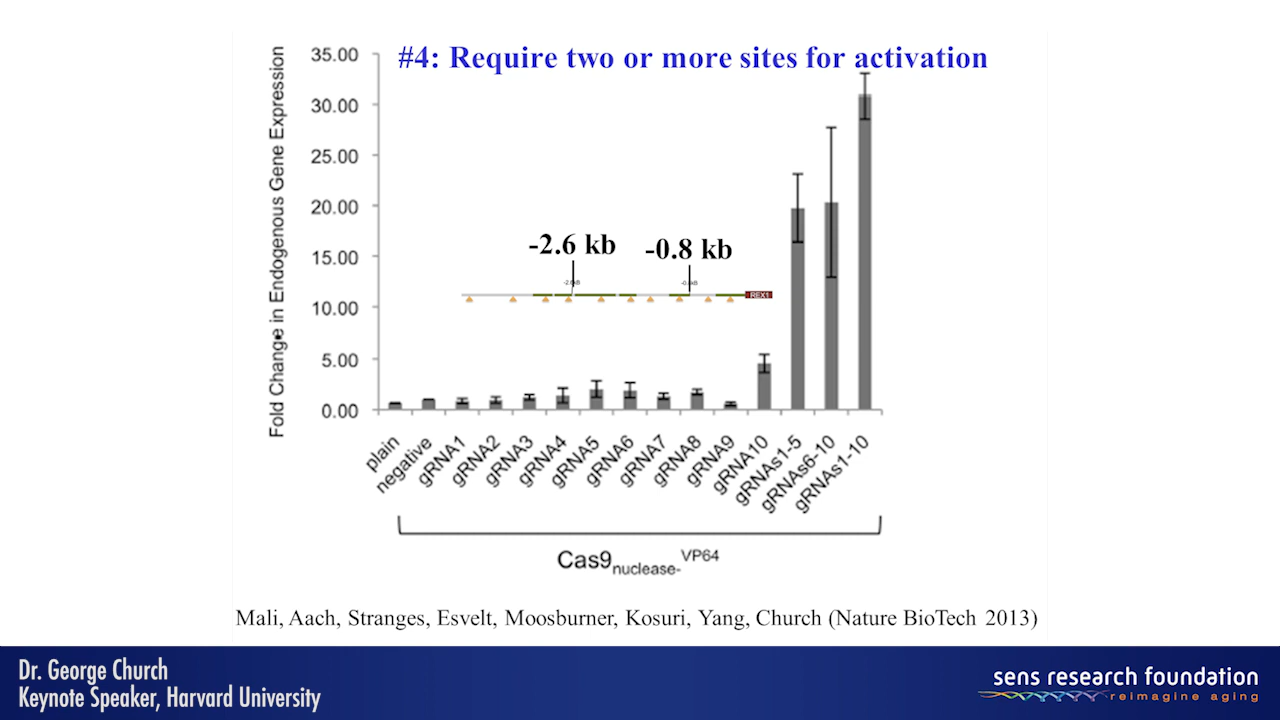 #4: Require two or more sites for activation
Fold Change in Endogenous Gene Expression
35.00
30.00
25.00
20.00
15.00
10.00
5.00
0.00
-2.6 kb
-0.8 kb
REX1
plain
negative
gRNA1
gRNA2
gRNA3
gRNA4
gRNA5
gRNA6
gRNA7
gRNA8
gRNA9
gRNA10
gRNAs1-5
gRNAs6-10
gRNAs1-10
Cas9nuclease-VP64
Mali, Aach, Stranges, Esvelt, Moosburner, Kosuri, Yang, Church (Nature BioTech 2013)
Dr. George Church
Keynote Speaker, Harvard University
sens research foundation
reimagine aging